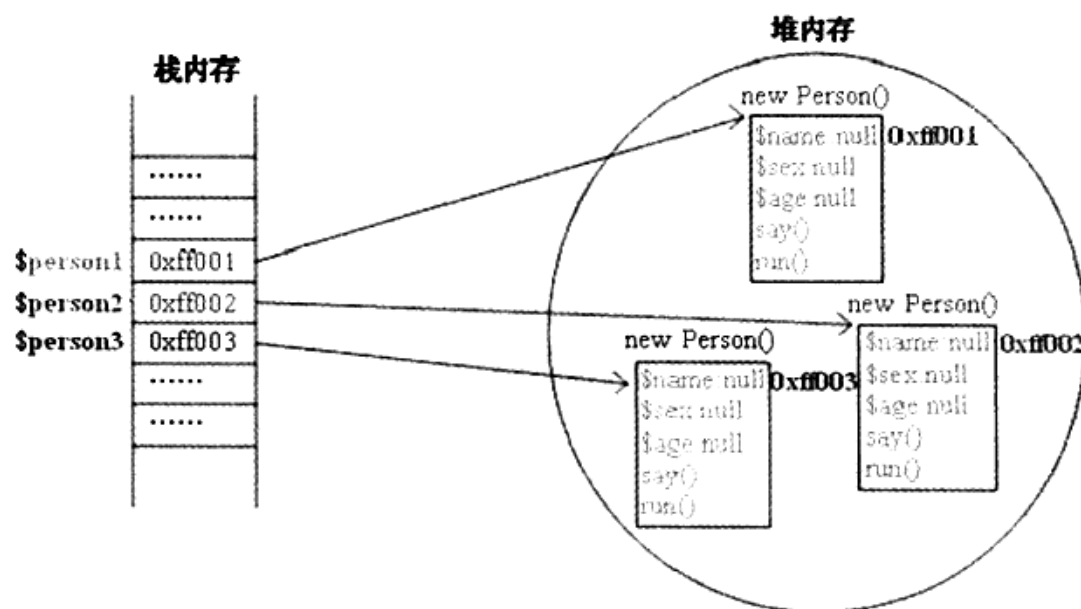 栈内存
······
······
$person1 0xff001
$person2 0xff002
$person3 0xff003
······
······
堆内存
new Person()
$name:null 0xff001
$sex:null
$age:null
say()
run()
new Person()
$name:null 0xff002
$sex:null
$age:null
say()
run()
new Person()
$name:null 0xff003
$sex:null
$age:null
say()
run()